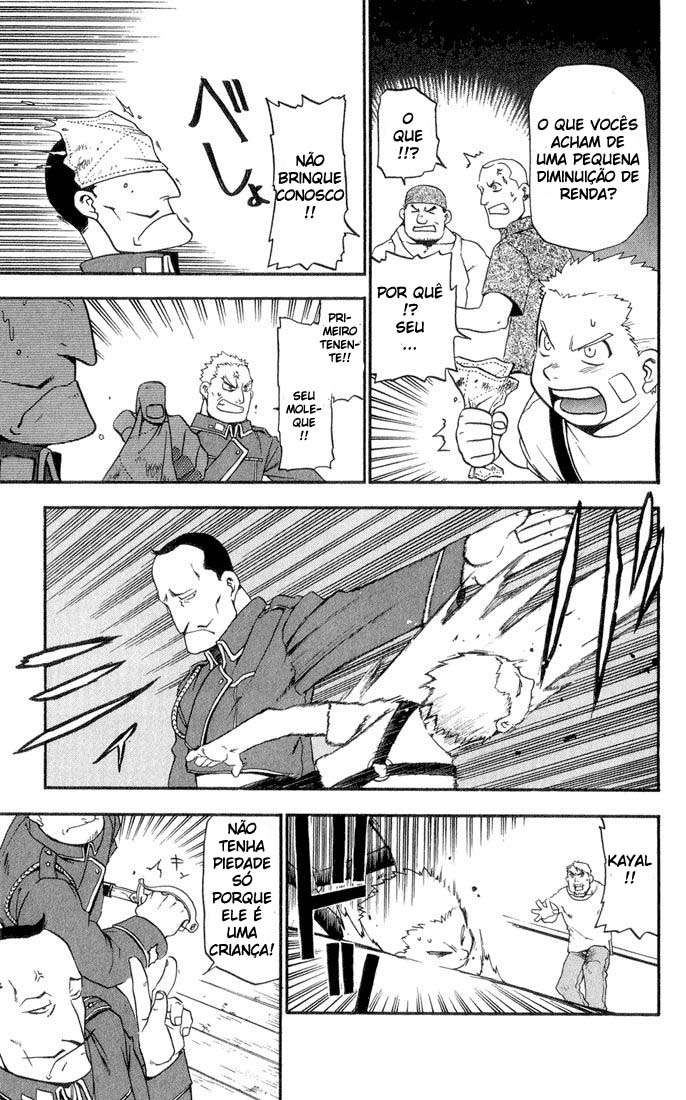 O QUE VOCÊS
ACHAM DE
UMA PEQUENA
DIMINUIÇÃO DE
RENDA?
O
QUE
!!?
POR QUÊ
!?
SEU
...
NÃO
BRINQUE
CONOSCO
!!
べしょ
PRI-
MEIRO
TENEN-
TE!!
SEU
MOLE-
QUE
!!
KAYAL
!!
NÃO
TENHA
PIEDADE
SÓ
PORQUE
ELE É
UMA
CRIANÇA!